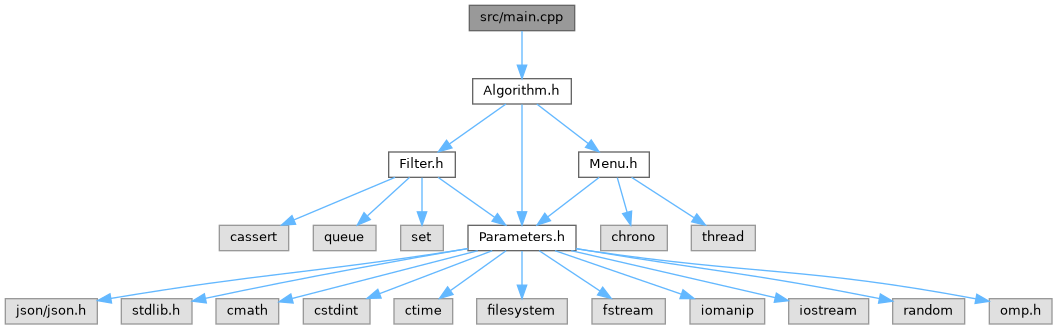 src/main.cpp
Algorithm.h
Filter.h
Menu.h
cassert
queue
set
Parameters.h
chrono
thread
json/json.h
stdlib.h
cmath
cstdint
ctime
filesystem
fstream
iomanip
iostream
random
omp.h